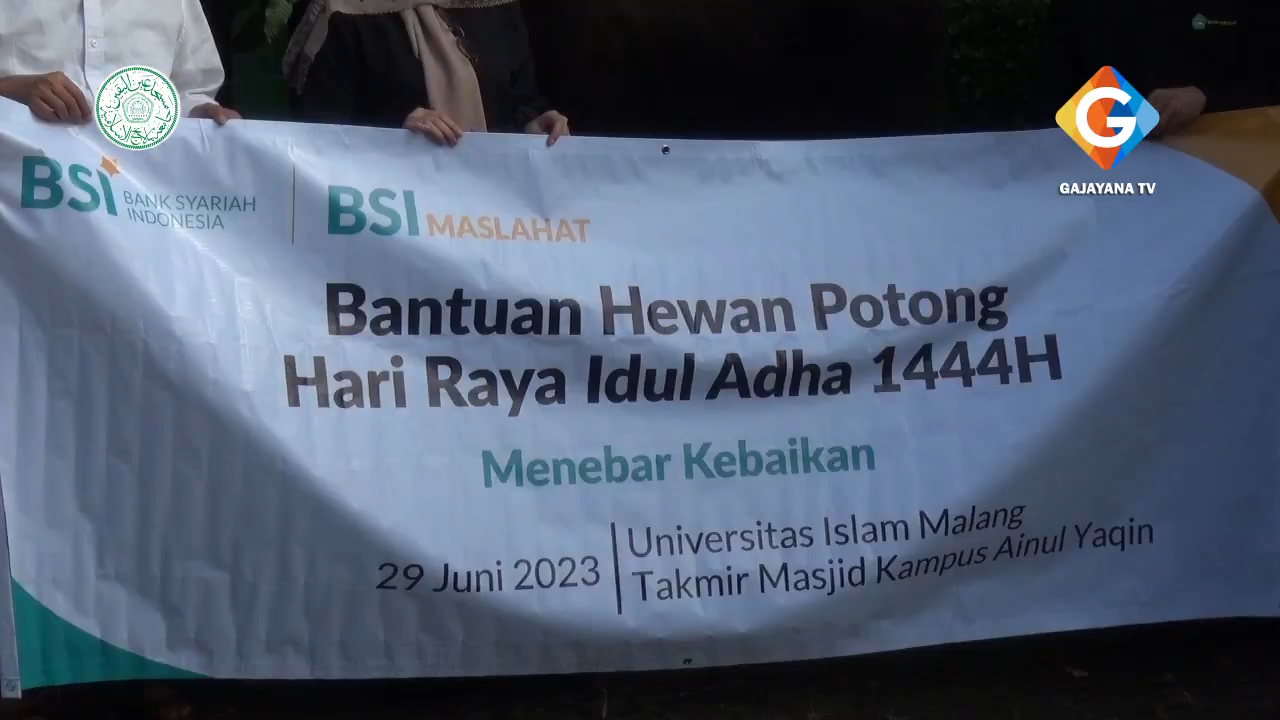 GAJAYANA TV
BSI BANK SYARIAH
INDONESIA
BSI MASLAHAT
Bantuan Hewan Potong
Hari Raya Idul Adha 1444H
Menebar Kebaikan
29 Juni 2023
Universitas Islam Malang
Takmir Masjid Kampus Ainul Yaqin